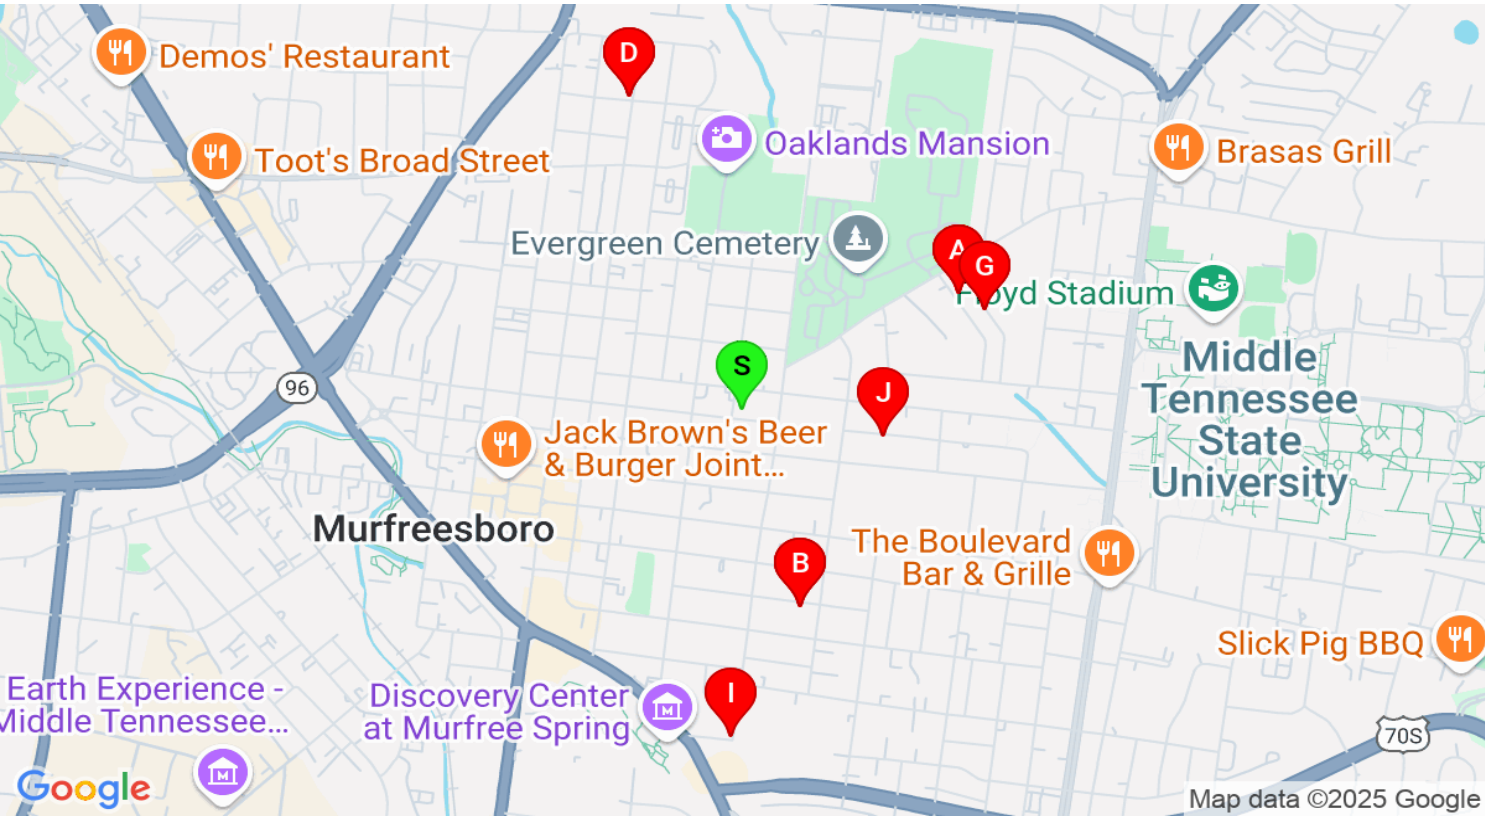 D
Demos' Restaurant
Oaklands Mansion
Brasas Grill
Toot's Broad Street
Evergreen Cemetery
A
G
Floyd Stadium
S
J
Middle
Tennessee
State
University
96
Jack Brown's Beer
& Burger Joint...
Murfreesboro
B
The Boulevard
Bar & Grille
Slick Pig BBQ
Earth Experience -
Middle Tennessee...
Discovery Center
at Murfree Spring
I
70S
Google
Map data ©2025 Google